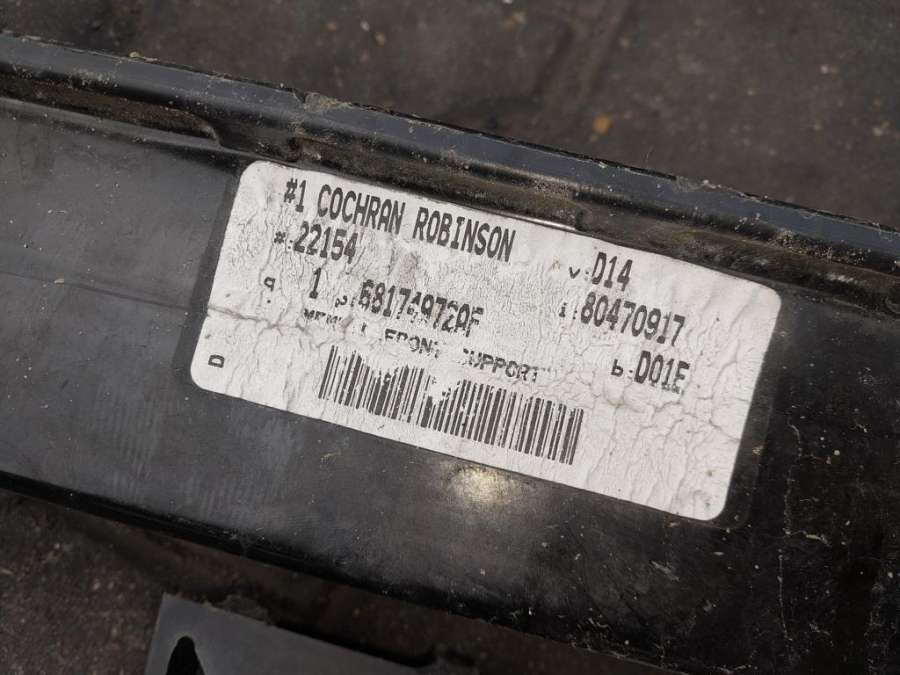 #1 COCHRAN ROBINSON
#:22154 v:D14
q 1 p:68174972AF i:80470917
FRONT SUPPORT b:D01E
D